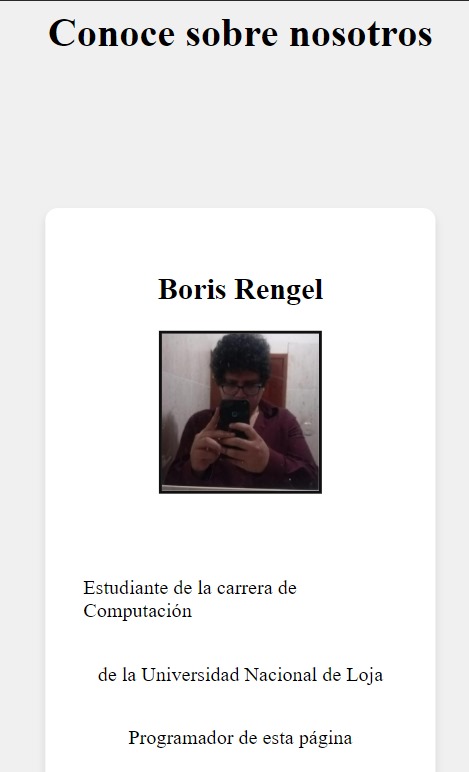 Conoce sobre nosotros
Boris Rengel
Estudiante de la carrera de
Computación
de la Universidad Nacional de Loja
Programador de esta página